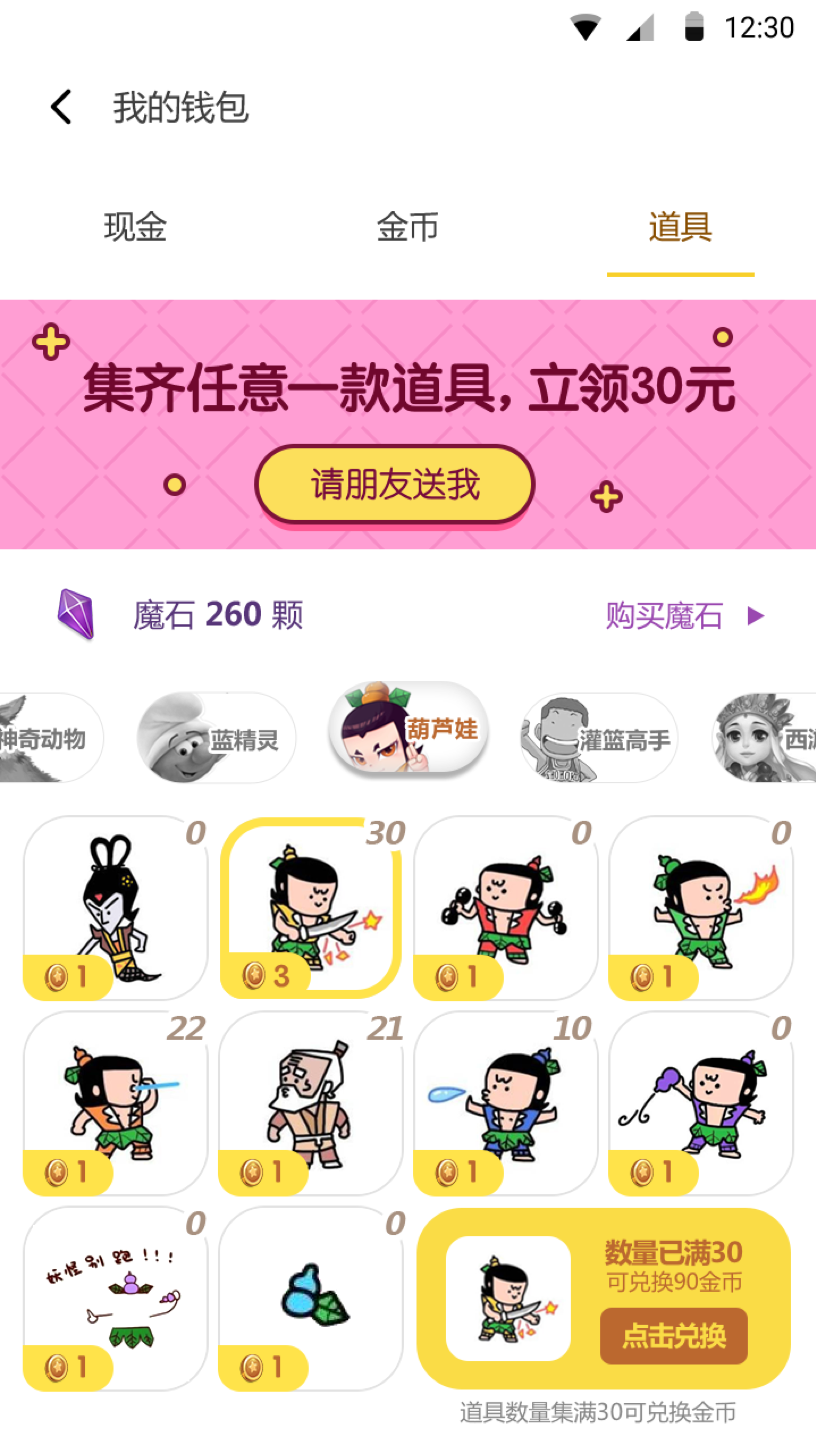 12:30
我的钱包
现金 金币 道具
集齐任意一款道具，立领30元
请朋友送我
魔石 260 颗 购买魔石
神奇动物 蓝精灵 葫芦娃 灌篮高手 西游
0 30 0 0
1 3 1 1
22 21 10 0
1 1 1 1
0 0
妖怪别跑!!!
1 1
数量已满30
可兑换90金币
点击兑换
道具数量集满30可兑换金币